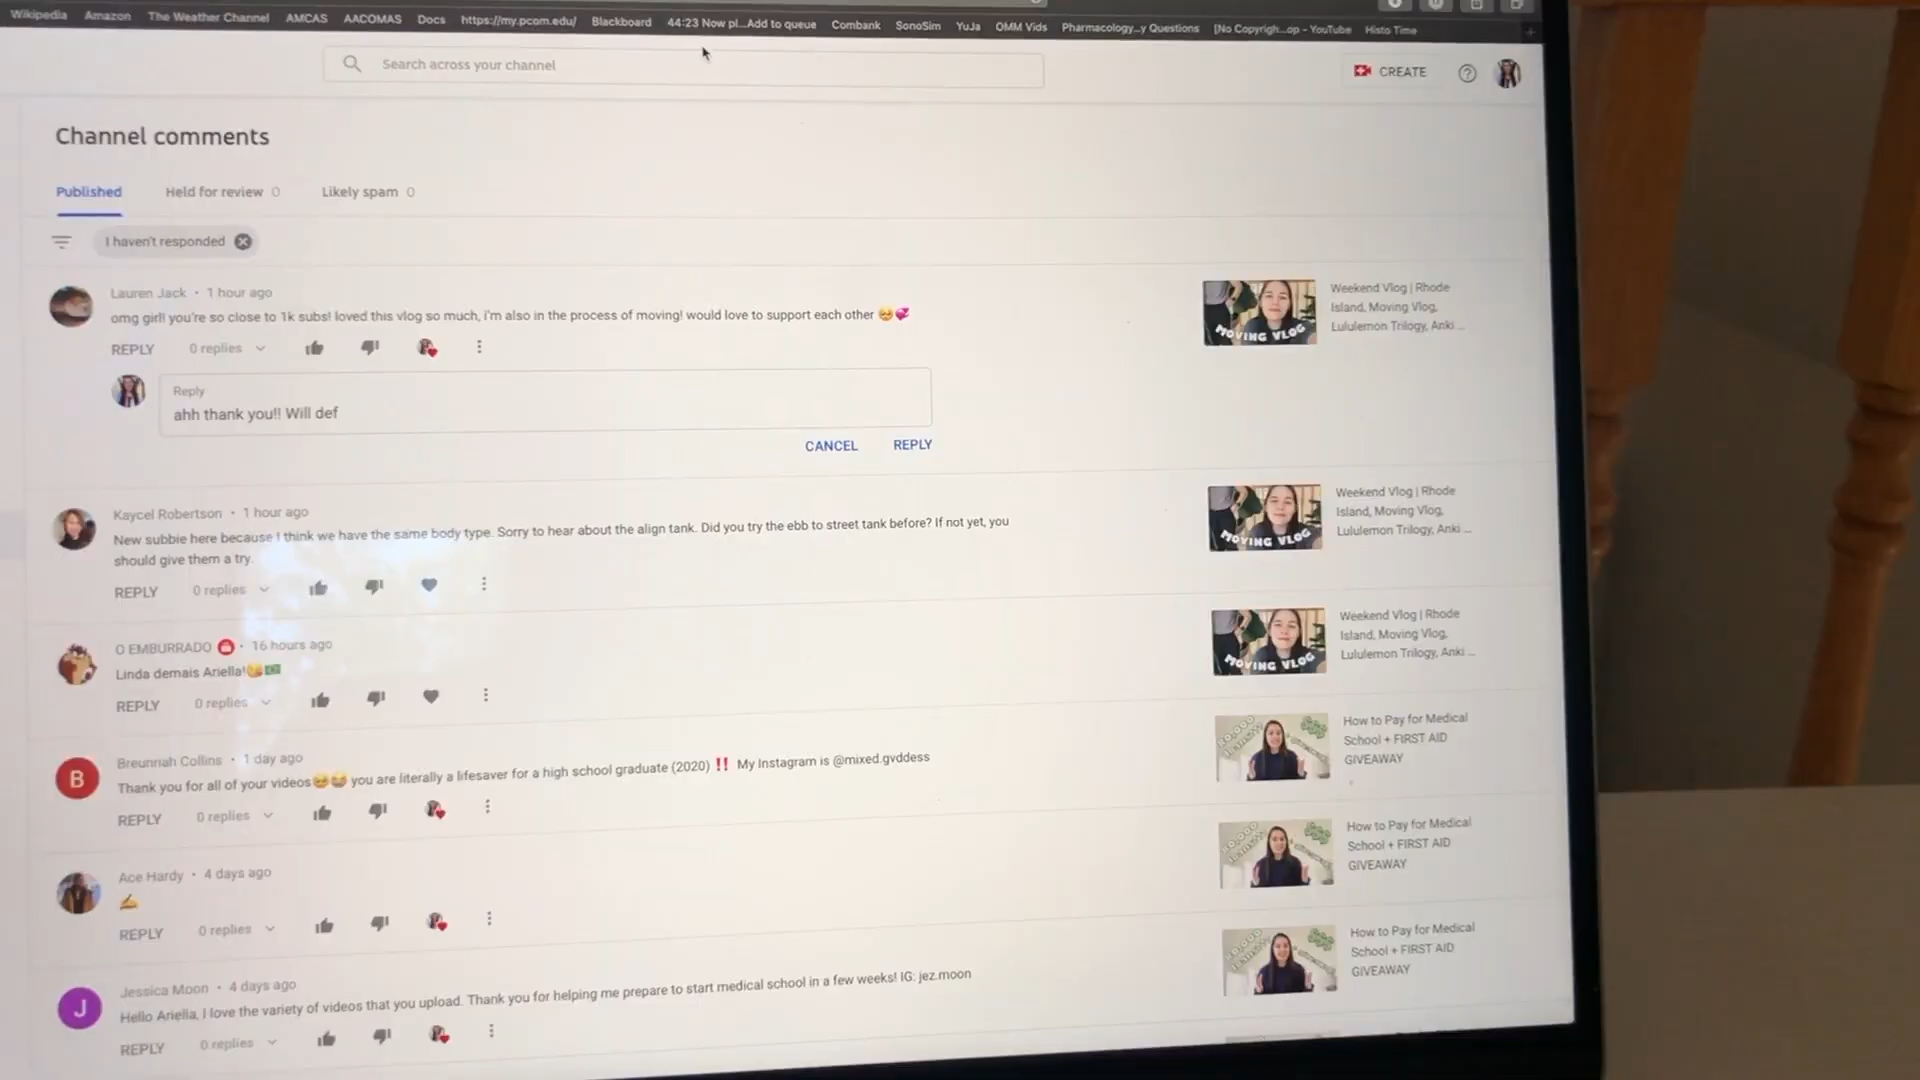 Wikipedia Amazon The Weather Channel AMCAS AACOMAS Docs https://my.pcom.edu/ Blackboard 44:23 Now pl...Add to queue Combank SonoSim YuJa OMM Vids Pharmacology...y Questions [No Copyrigh...op - YouTube Histo Time
Search across your channel
CREATE
Channel comments
Published Held for review 0 Likely spam 0
I haven't responded
Lauren Jack • 1 hour ago
omg girl! you're so close to 1k subs! loved this vlog so much, i'm also in the process of moving! would love to support each other 🥺💞
REPLY 0 replies
Reply
ahh thank you!! Will def
CANCEL REPLY
MOVING VLOG
Weekend Vlog | Rhode
Island, Moving Vlog,
Lululemon Trilogy, Anki ...
Kaycel Robertson • 1 hour ago
New subbie here because I think we have the same body type. Sorry to hear about the align tank. Did you try the ebb to street tank before? If not yet, you
should give them a try.
REPLY 0 replies
MOVING VLOG
Weekend Vlog | Rhode
Island, Moving Vlog,
Lululemon Trilogy, Anki ...
O EMBURRADO • 16 hours ago
Linda demais Ariella!😘🇧🇷
REPLY 0 replies
MOVING VLOG
Weekend Vlog | Rhode
Island, Moving Vlog,
Lululemon Trilogy, Anki ...
B
Breunnah Collins • 1 day ago
Thank you for all of your videos🥺😂 you are literally a lifesaver for a high school graduate (2020) ‼️ My Instagram is @mixed.gvddess
REPLY 0 replies
How to Pay for Medical
School + FIRST AID
GIVEAWAY
Ace Hardy • 4 days ago
✍️
REPLY 0 replies
How to Pay for Medical
School + FIRST AID
GIVEAWAY
J
Jessica Moon • 4 days ago
Hello Ariella, I love the variety of videos that you upload. Thank you for helping me prepare to start medical school in a few weeks! IG: jez.moon
REPLY 0 replies
How to Pay for Medical
School + FIRST AID
GIVEAWAY